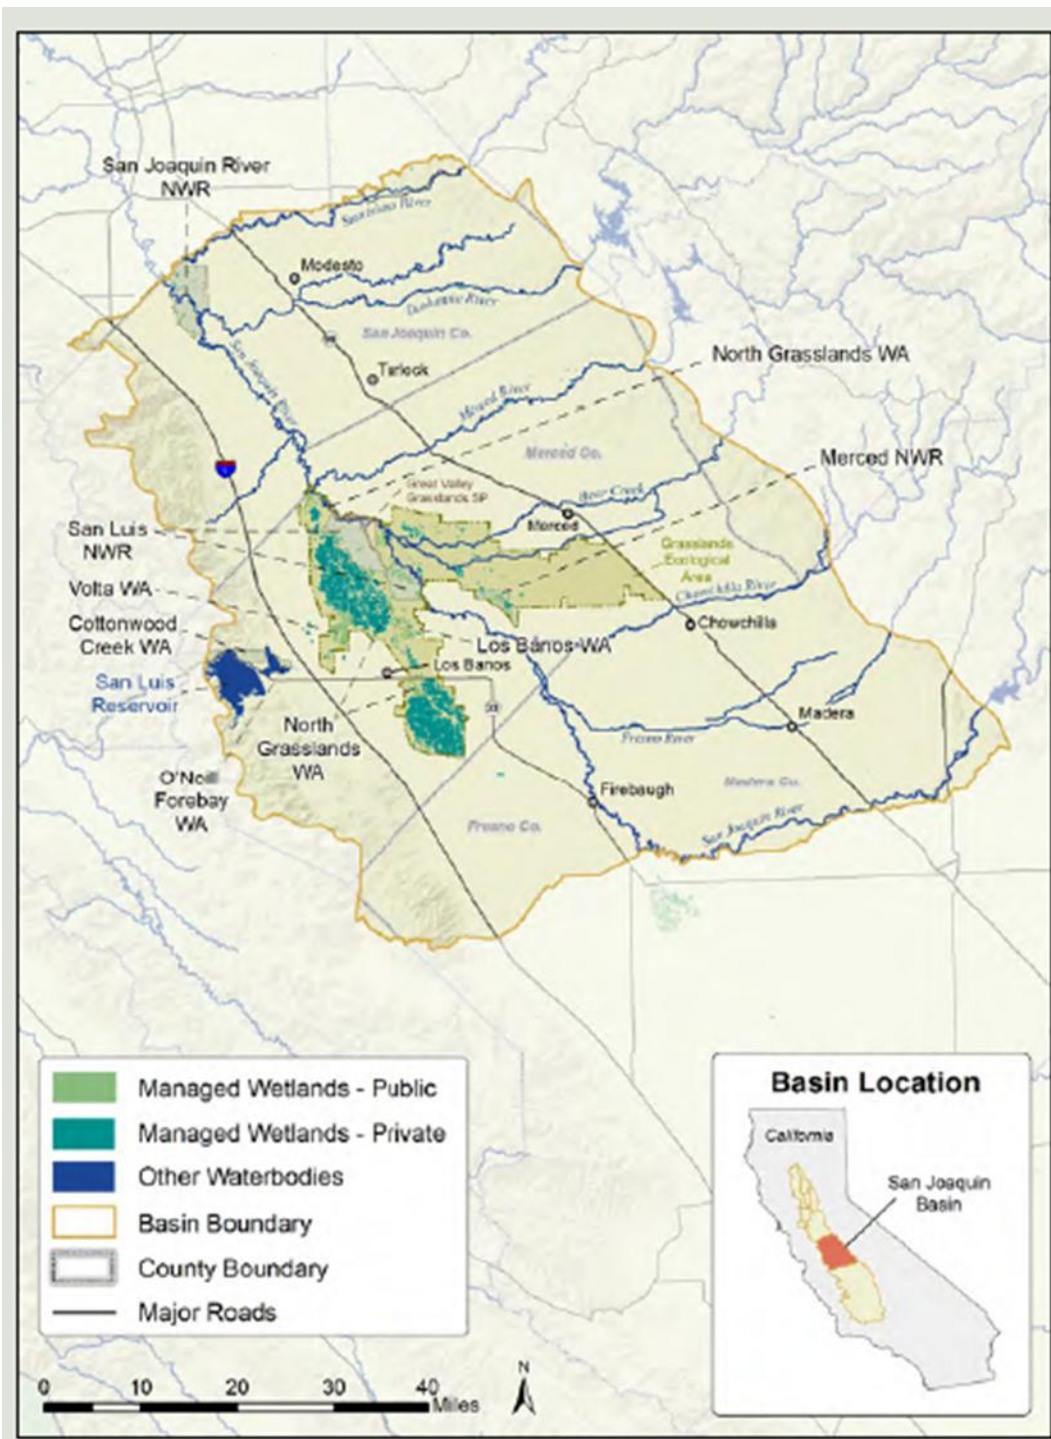 San Joaquin River
NWR
Stanislaus River
Modesto
Tuolumne River
San Joaquin Co.
San Joaquin River
Turlock
North Grasslands WA
Merced River
Merced Co.
Merced NWR
Great Valley
Grasslands SP
Bear Creek
Merced
San Luis
NWR
Grasslands
Ecological
Area
Volta WA
Chowchilla River
Cottonwood
Creek WA
Chowchilla
Los Banos WA
Los Banos
San Luis
Reservoir
North
Grasslands
WA
Madera
Fresno River
O'Neill
Forebay
WA
Firebaugh
Madera Co.
San Joaquin River
Fresno Co.
Managed Wetlands - Public
Managed Wetlands - Private
Other Waterbodies
Basin Boundary
County Boundary
Major Roads
0 10 20 30 40
Miles
N
Basin Location
California
San Joaquin
Basin